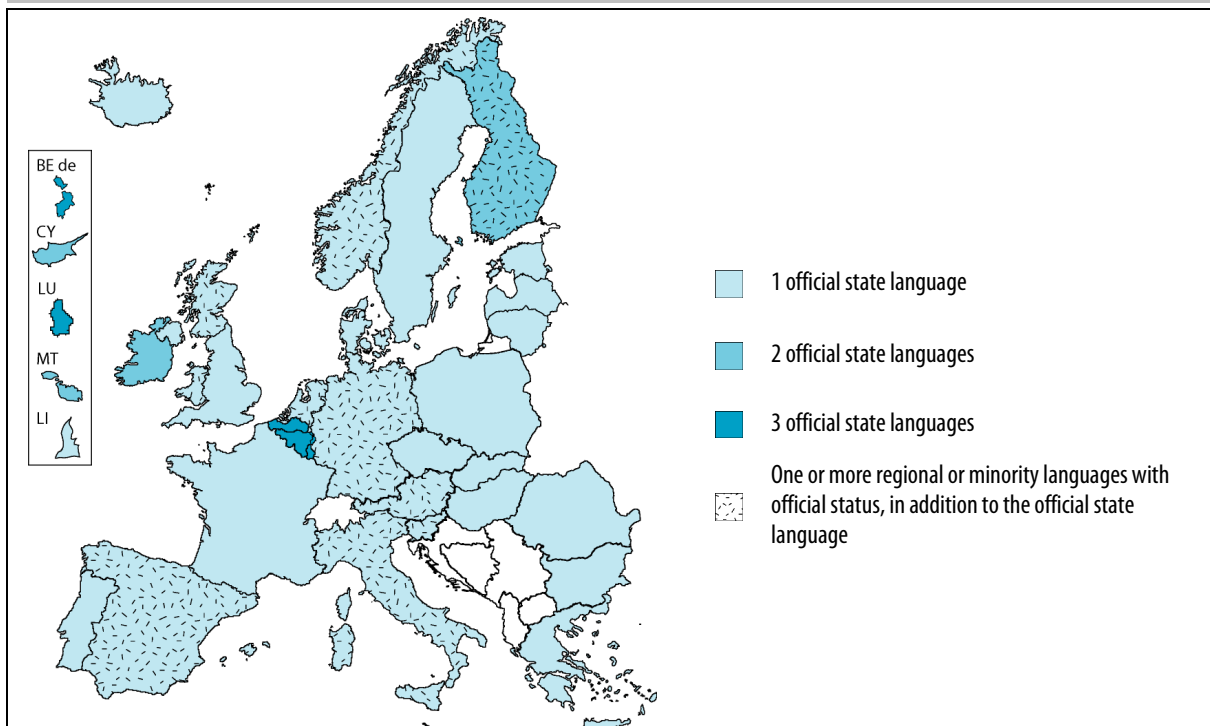 BE de
CY
LU
MT
LI
1 official state language
2 official state languages
3 official state languages
One or more regional or minority languages with
official status, in addition to the official state
language